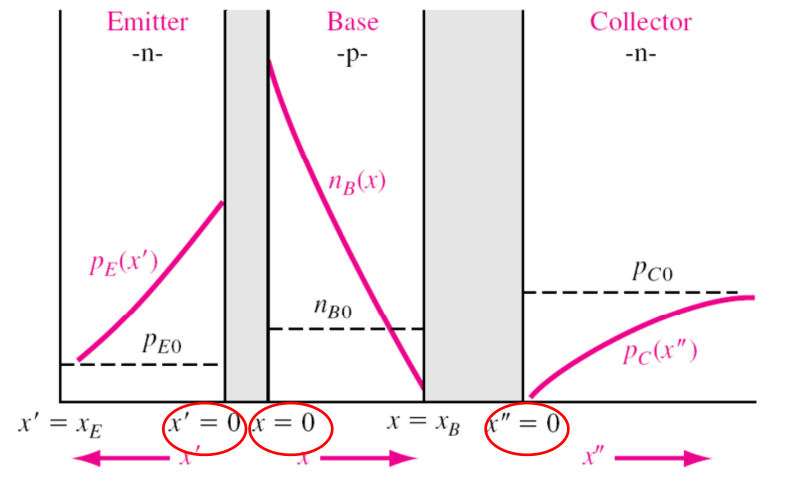 Emitter Base Collector
-n- -p- -n-
n_B(x)
p_E(x′)
p_C0
n_B0
p_E0
p_C(x″)
x′ = x_E x′ = 0 x = 0 x = x_B x″ = 0
x′ x x″